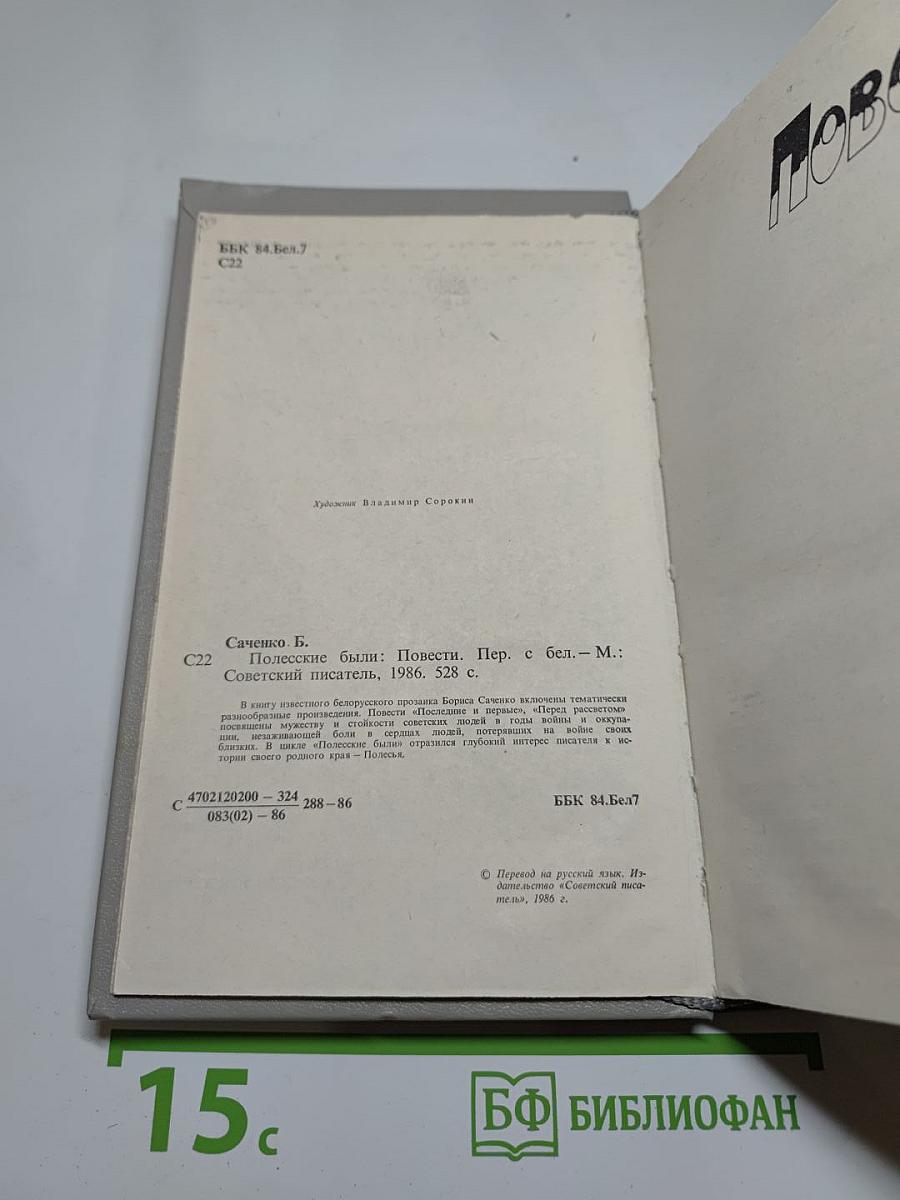 ББК 84.Бел.7
С22
Художник Владимир Сорокин
Саченко Б.
С22 Полесские были: Повести. Пер. с бел. — М.:
Советский писатель, 1986. 528 с.
В книгу известного белорусского прозаика Бориса Саченко включены тематически
разнообразные произведения. Повести «Последние и первые», «Перед рассветом»
посвящены мужеству и стойкости советских людей в годы войны и оккупа-
ции, незаживающей боли в сердцах людей, потерявших на войне своих
близких. В цикле «Полесские были» отразился глубокий интерес писателя к ис-
тории своего родного края — Полесья.
С 4702120200 — 324
083(02) — 86
288—86
ББК 84.Бел7
© Перевод на русский язык. Из-
дательство «Советский писа-
тель», 1986 г.
15 с
БФ БИБЛИОФАН